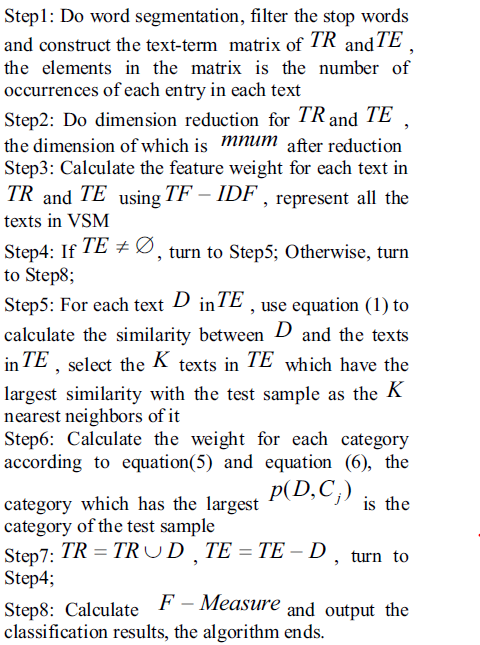 Step1: Do word segmentation, filter the stop words
and construct the text-term matrix of TR and TE ,
the elements in the matrix is the number of
occurrences of each entry in each text
Step2: Do dimension reduction for TR and TE ,
the dimension of which is mnum after reduction
Step3: Calculate the feature weight for each text in
TR and TE using TF − IDF , represent all the
texts in VSM
Step4: If TE ≠ ∅ , turn to Step5; Otherwise, turn
to Step8;
Step5: For each text D in TE , use equation (1) to
calculate the similarity between D and the texts
in TE , select the K texts in TE which have the
largest similarity with the test sample as the K
nearest neighbors of it
Step6: Calculate the weight for each category
according to equation(5) and equation (6), the
category which has the largest p(D,C_j) is the
category of the test sample
Step7: TR = TR ∪ D , TE = TE − D , turn to
Step4;
Step8: Calculate F − Measure and output the
classification results, the algorithm ends.